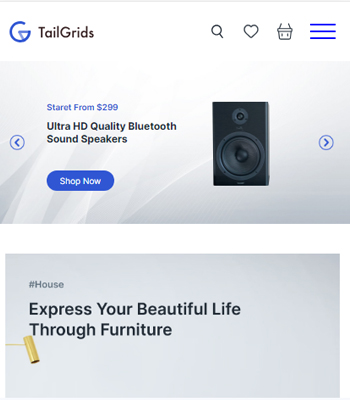 TailGrids
Staret From $299
Ultra HD Quality Bluetooth
Sound Speakers
Shop Now
#House
Express Your Beautiful Life
Through Furniture